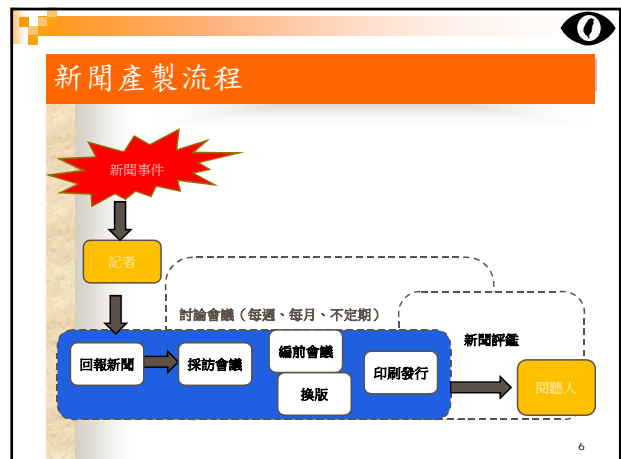 新聞產製流程
新聞事件
記者
討論會議（每週、每月、不定期）
新聞評鑑
回報新聞
採訪會議
編前會議
換版
印刷發行
閱聽人
6